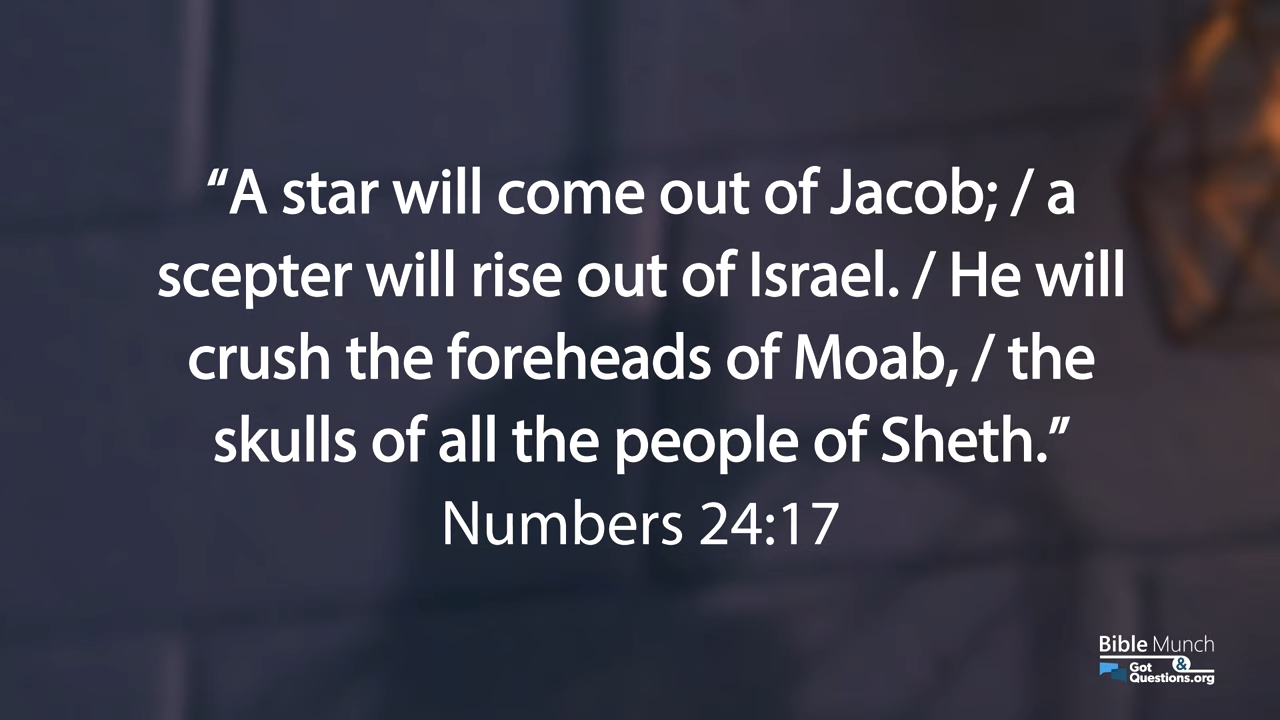 “A star will come out of Jacob; / a
scepter will rise out of Israel. / He will
crush the foreheads of Moab, / the
skulls of all the people of Sheth.”
Numbers 24:17
Bible Munch
&
Got
Questions.org